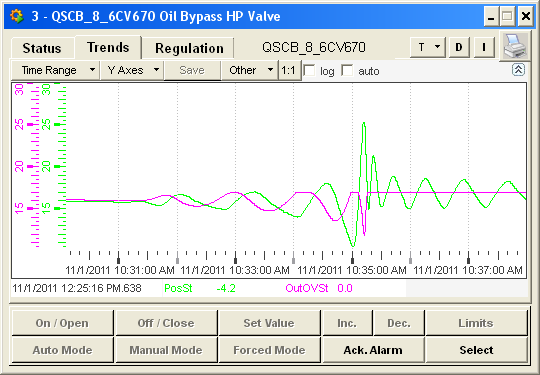 3 - QSCB_8_6CV670 Oil Bypass HP Valve
Status Trends Regulation QSCB_8_6CV670 T D I
Time Range Y Axes Save Other 1:1 log auto
30 30
25 25
20 20
15 15
10 10
11/1/2011 10:31:00 AM 11/1/2011 10:33:00 AM 11/1/2011 10:35:00 AM 11/1/2011 10:37:00 AM
11/1/2011 12:25:16 PM.638 PosSt -4.2 OutOVSt 0.0
On / Open Off / Close Set Value Inc. Dec. Limits
Auto Mode Manual Mode Forced Mode Ack. Alarm Select